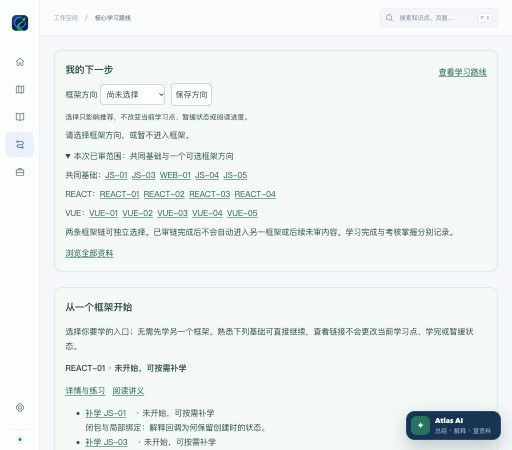 工作空间 / 核心学习路线
搜索知识点、页面...
⌘ K
我的下一步
查看学习路线
框架方向 尚未选择 保存方向
选择只影响推荐，不改变当前学习点、暂缓状态或阅读进度。
请选择框架方向，或暂不进入框架。
▼ 本次已审范围：共同基础与一个可选框架方向
共同基础： JS-01 JS-03 WEB-01 JS-04 JS-05
REACT： REACT-01 REACT-02 REACT-03 REACT-04
VUE： VUE-01 VUE-02 VUE-03 VUE-04 VUE-05
两条框架链可独立选择。已审链完成后不会自动进入另一框架或后续未审内容。学习完成与考核掌握分别记录。
浏览全部资料
从一个框架开始
选择你要学的入口；无需先学另一个框架。熟悉下列基础可直接继续，查看链接不会更改当前学习点、学完或暂缓状
态。
REACT-01 · 未开始，可按需补学
详情与练习 阅读讲义
• 补学 JS-01 · 未开始，可按需补学
闭包与局部绑定：解释回调为何保留创建时的状态。
• 补学 JS-03 · 未开始，可按需补学
Atlas AI
总结 · 解释 · 查资料